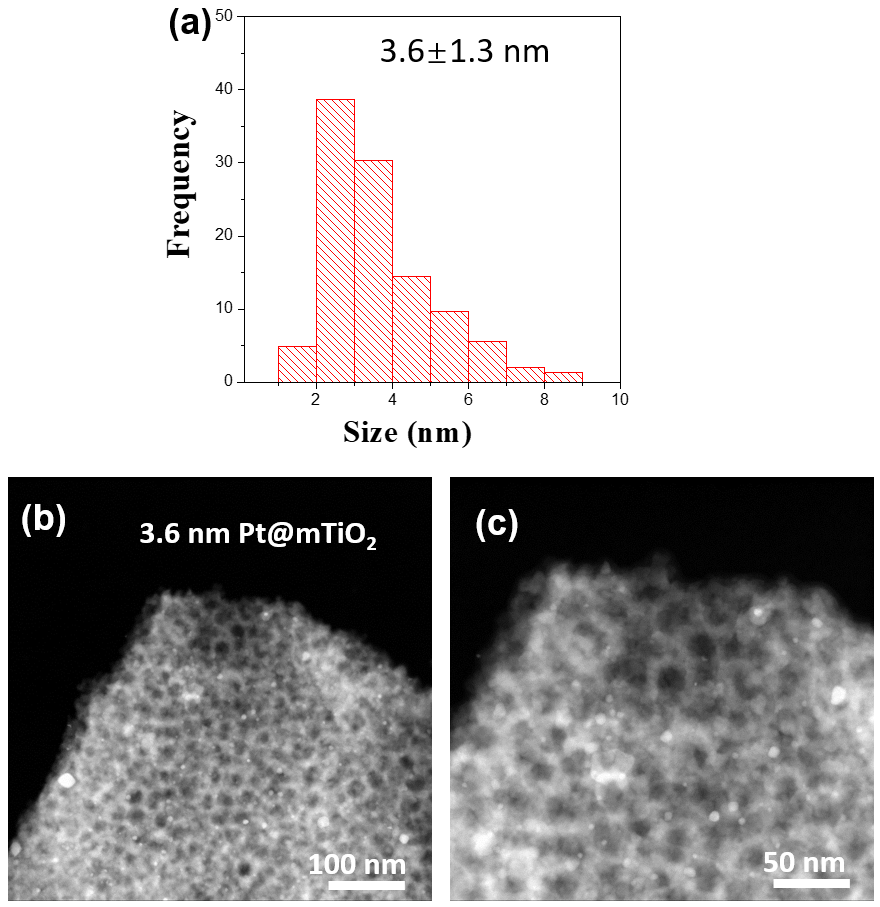 (a)
3.6±1.3 nm
50
40
30
20
10
0
Frequency
2 4 6 8 10
Size (nm)
(b)
3.6 nm Pt@mTiO2
100 nm
(c)
50 nm